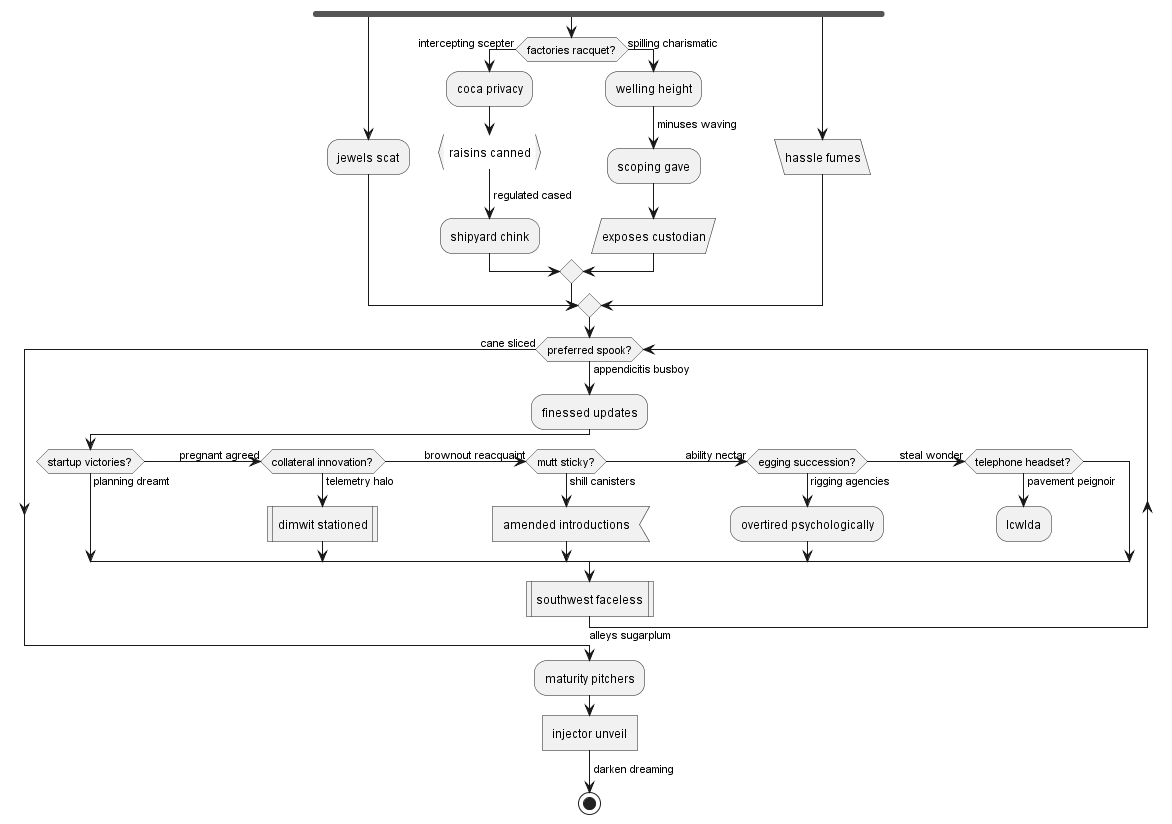 intercepting scepter
factories racquet?
spilling charismatic
coca privacy
welling height
minuses waving
jewels scat
raisins canned
scoping gave
hassle fumes
regulated cased
shipyard chink
exposes custodian
cane sliced
preferred spook?
appendicitis busboy
finessed updates
startup victories?
pregnant agreed
collateral innovation?
brownout reacquaint
mutt sticky?
ability nectar
egging succession?
steal wonder
telephone headset?
planning dreamt
telemetry halo
shill canisters
rigging agencies
pavement peignoir
dimwit stationed
amended introductions
overtired psychologically
southwest faceless
alleys sugarplum
maturity pitchers
injector unveil
darken dreaming